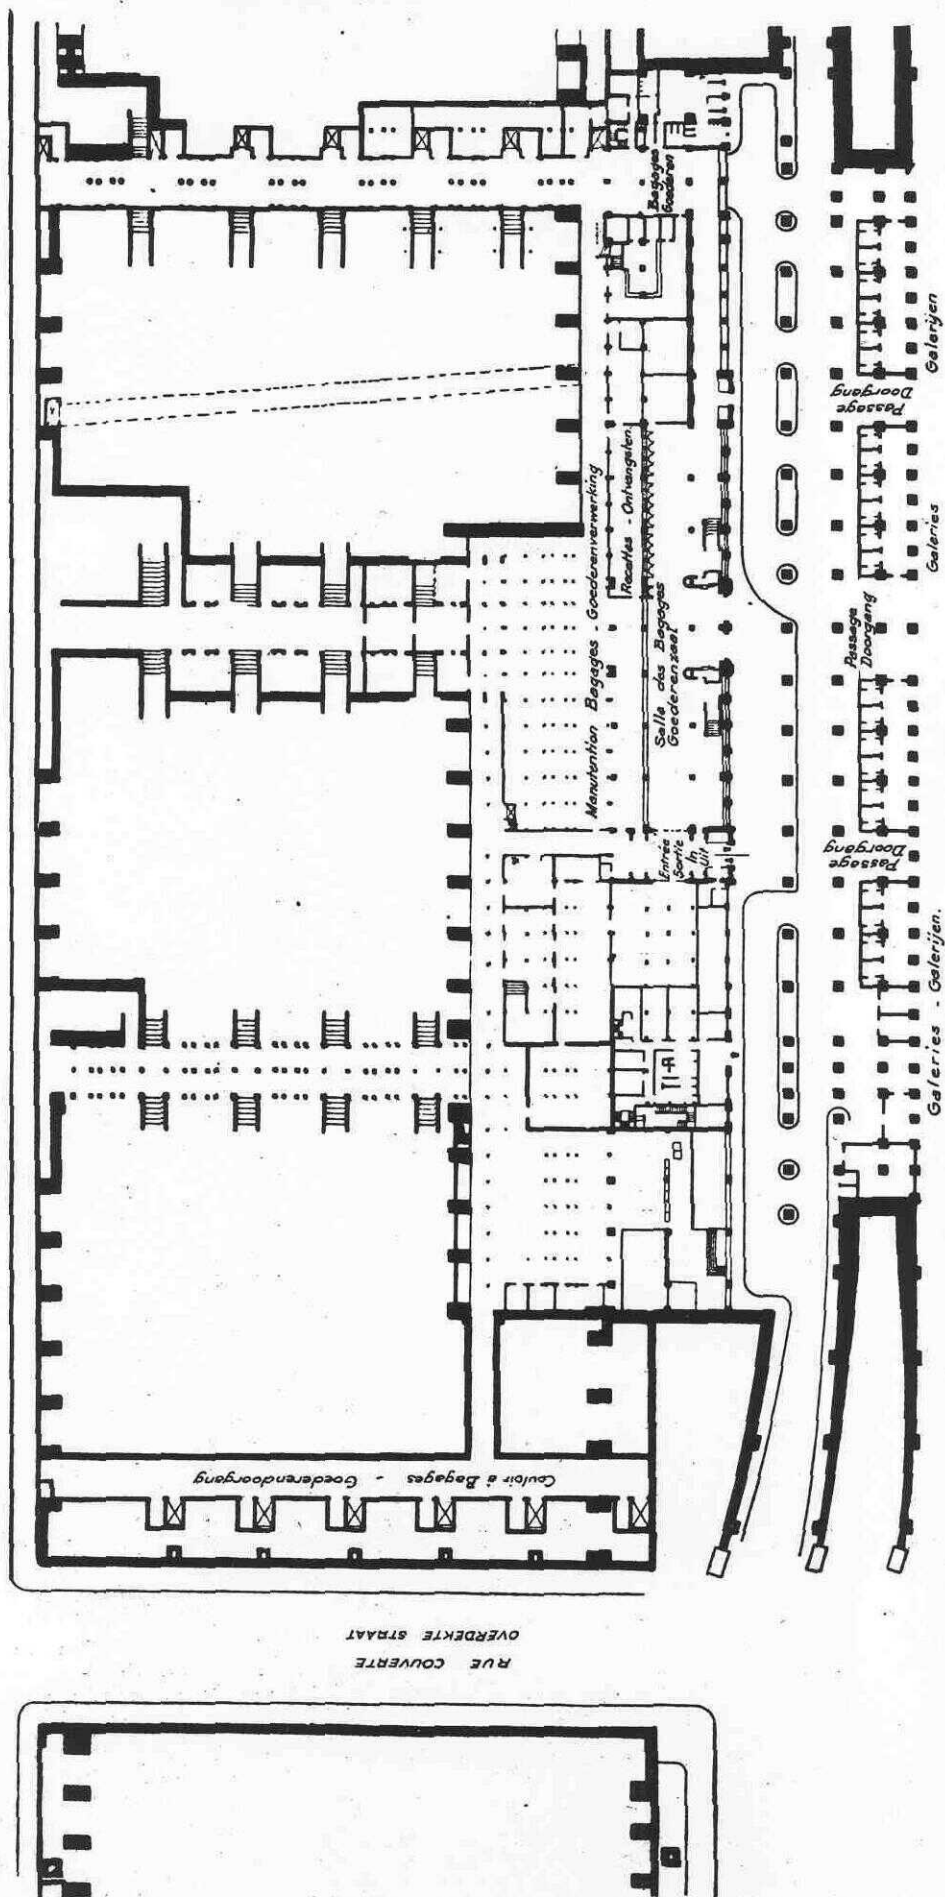 Bagages
Goederen
Galerijen
Passage
Doorgang
Manutention Bagages - Goederenverwerking
Recettes - Ontvangsten.
Galeries
Salle des Bagages
Goederenzaal
Passage
Doorgang
Entrée
Sortie
In
Uit
Passage
Doorgang
Galeries - Galerijen.
T1-A
Couloir à Bagages - Goederendoorgang
RUE COUVERTE
OVERDEKTE STRAAT